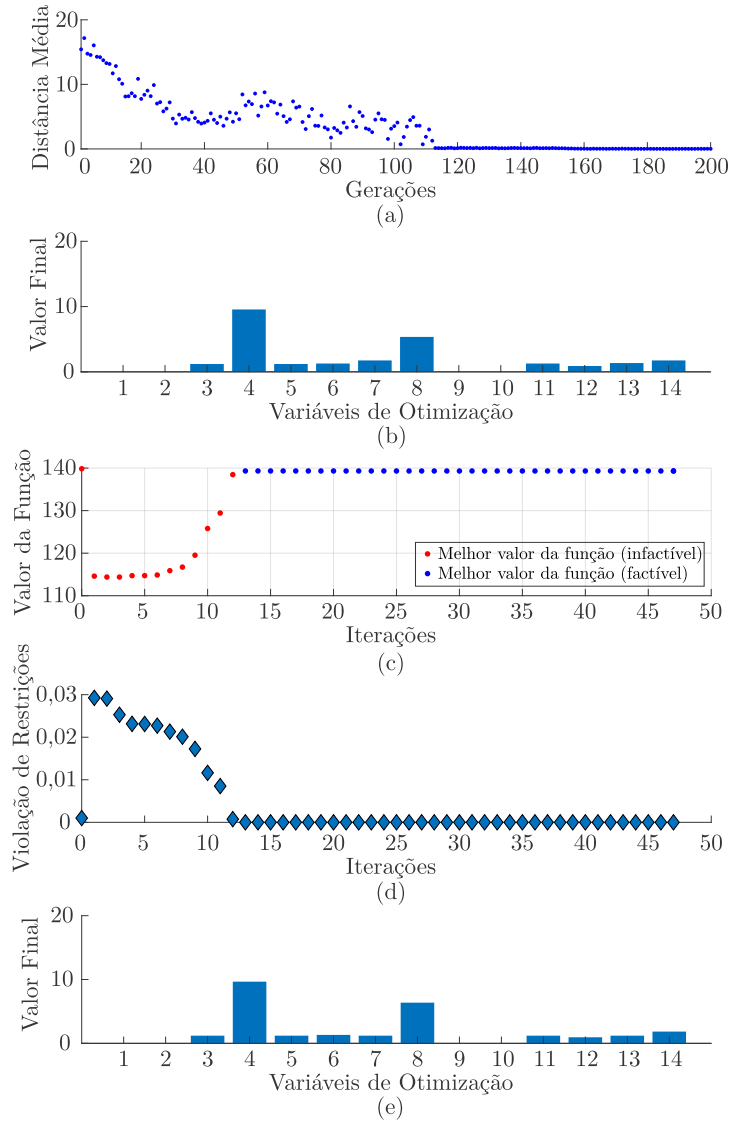 Distância Média
20
10
0
0 20 40 60 80 100 120 140 160 180 200
Gerações
(a)
Valor Final
20
10
0
1 2 3 4 5 6 7 8 9 10 11 12 13 14
Variáveis de Otimização
(b)
Valor da Função
140
130
120
110
Melhor valor da função (infactível)
Melhor valor da função (factível)
0 5 10 15 20 25 30 35 40 45 50
Iterações
(c)
Violação de Restrições
0,03
0,02
0,01
0
0 5 10 15 20 25 30 35 40 45 50
Iterações
(d)
Valor Final
20
10
0
1 2 3 4 5 6 7 8 9 10 11 12 13 14
Variáveis de Otimização
(e)